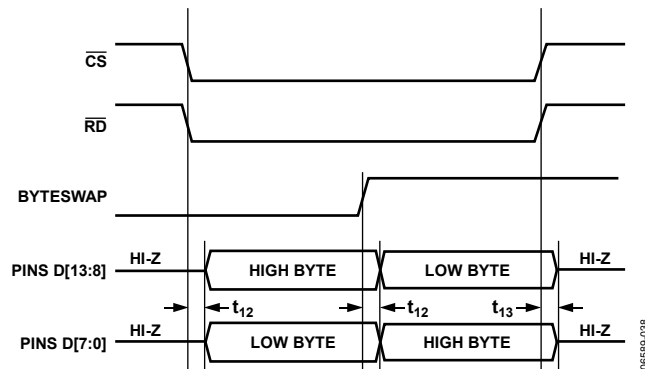 CS
RD
BYTESWAP
PINS D[13:8] HI-Z HIGH BYTE LOW BYTE HI-Z
t12 t12 t13
PINS D[7:0] HI-Z LOW BYTE HIGH BYTE HI-Z
06589-038